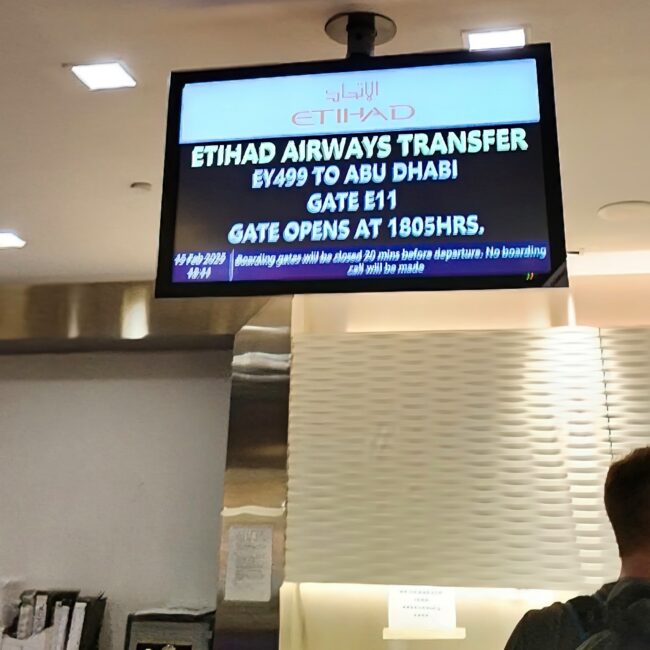 الإتحاد
ETIHAD
ETIHAD AIRWAYS TRANSFER
EY499 TO ABU DHABI
GATE E11
GATE OPENS AT 1805HRS.
Boarding gates will be closed 20 mins before departure. No boarding
call will be made